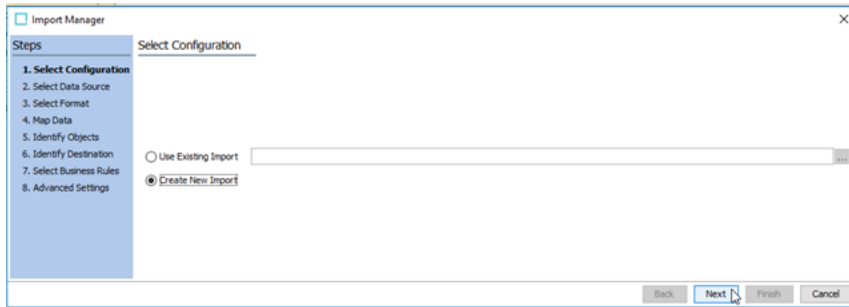 Import Manager
Steps
Select Configuration
1. Select Configuration
2. Select Data Source
3. Select Format
4. Map Data
5. Identify Objects
6. Identify Destination
7. Select Business Rules
8. Advanced Settings
Use Existing Import
...
Create New Import
Back Next Finish Cancel